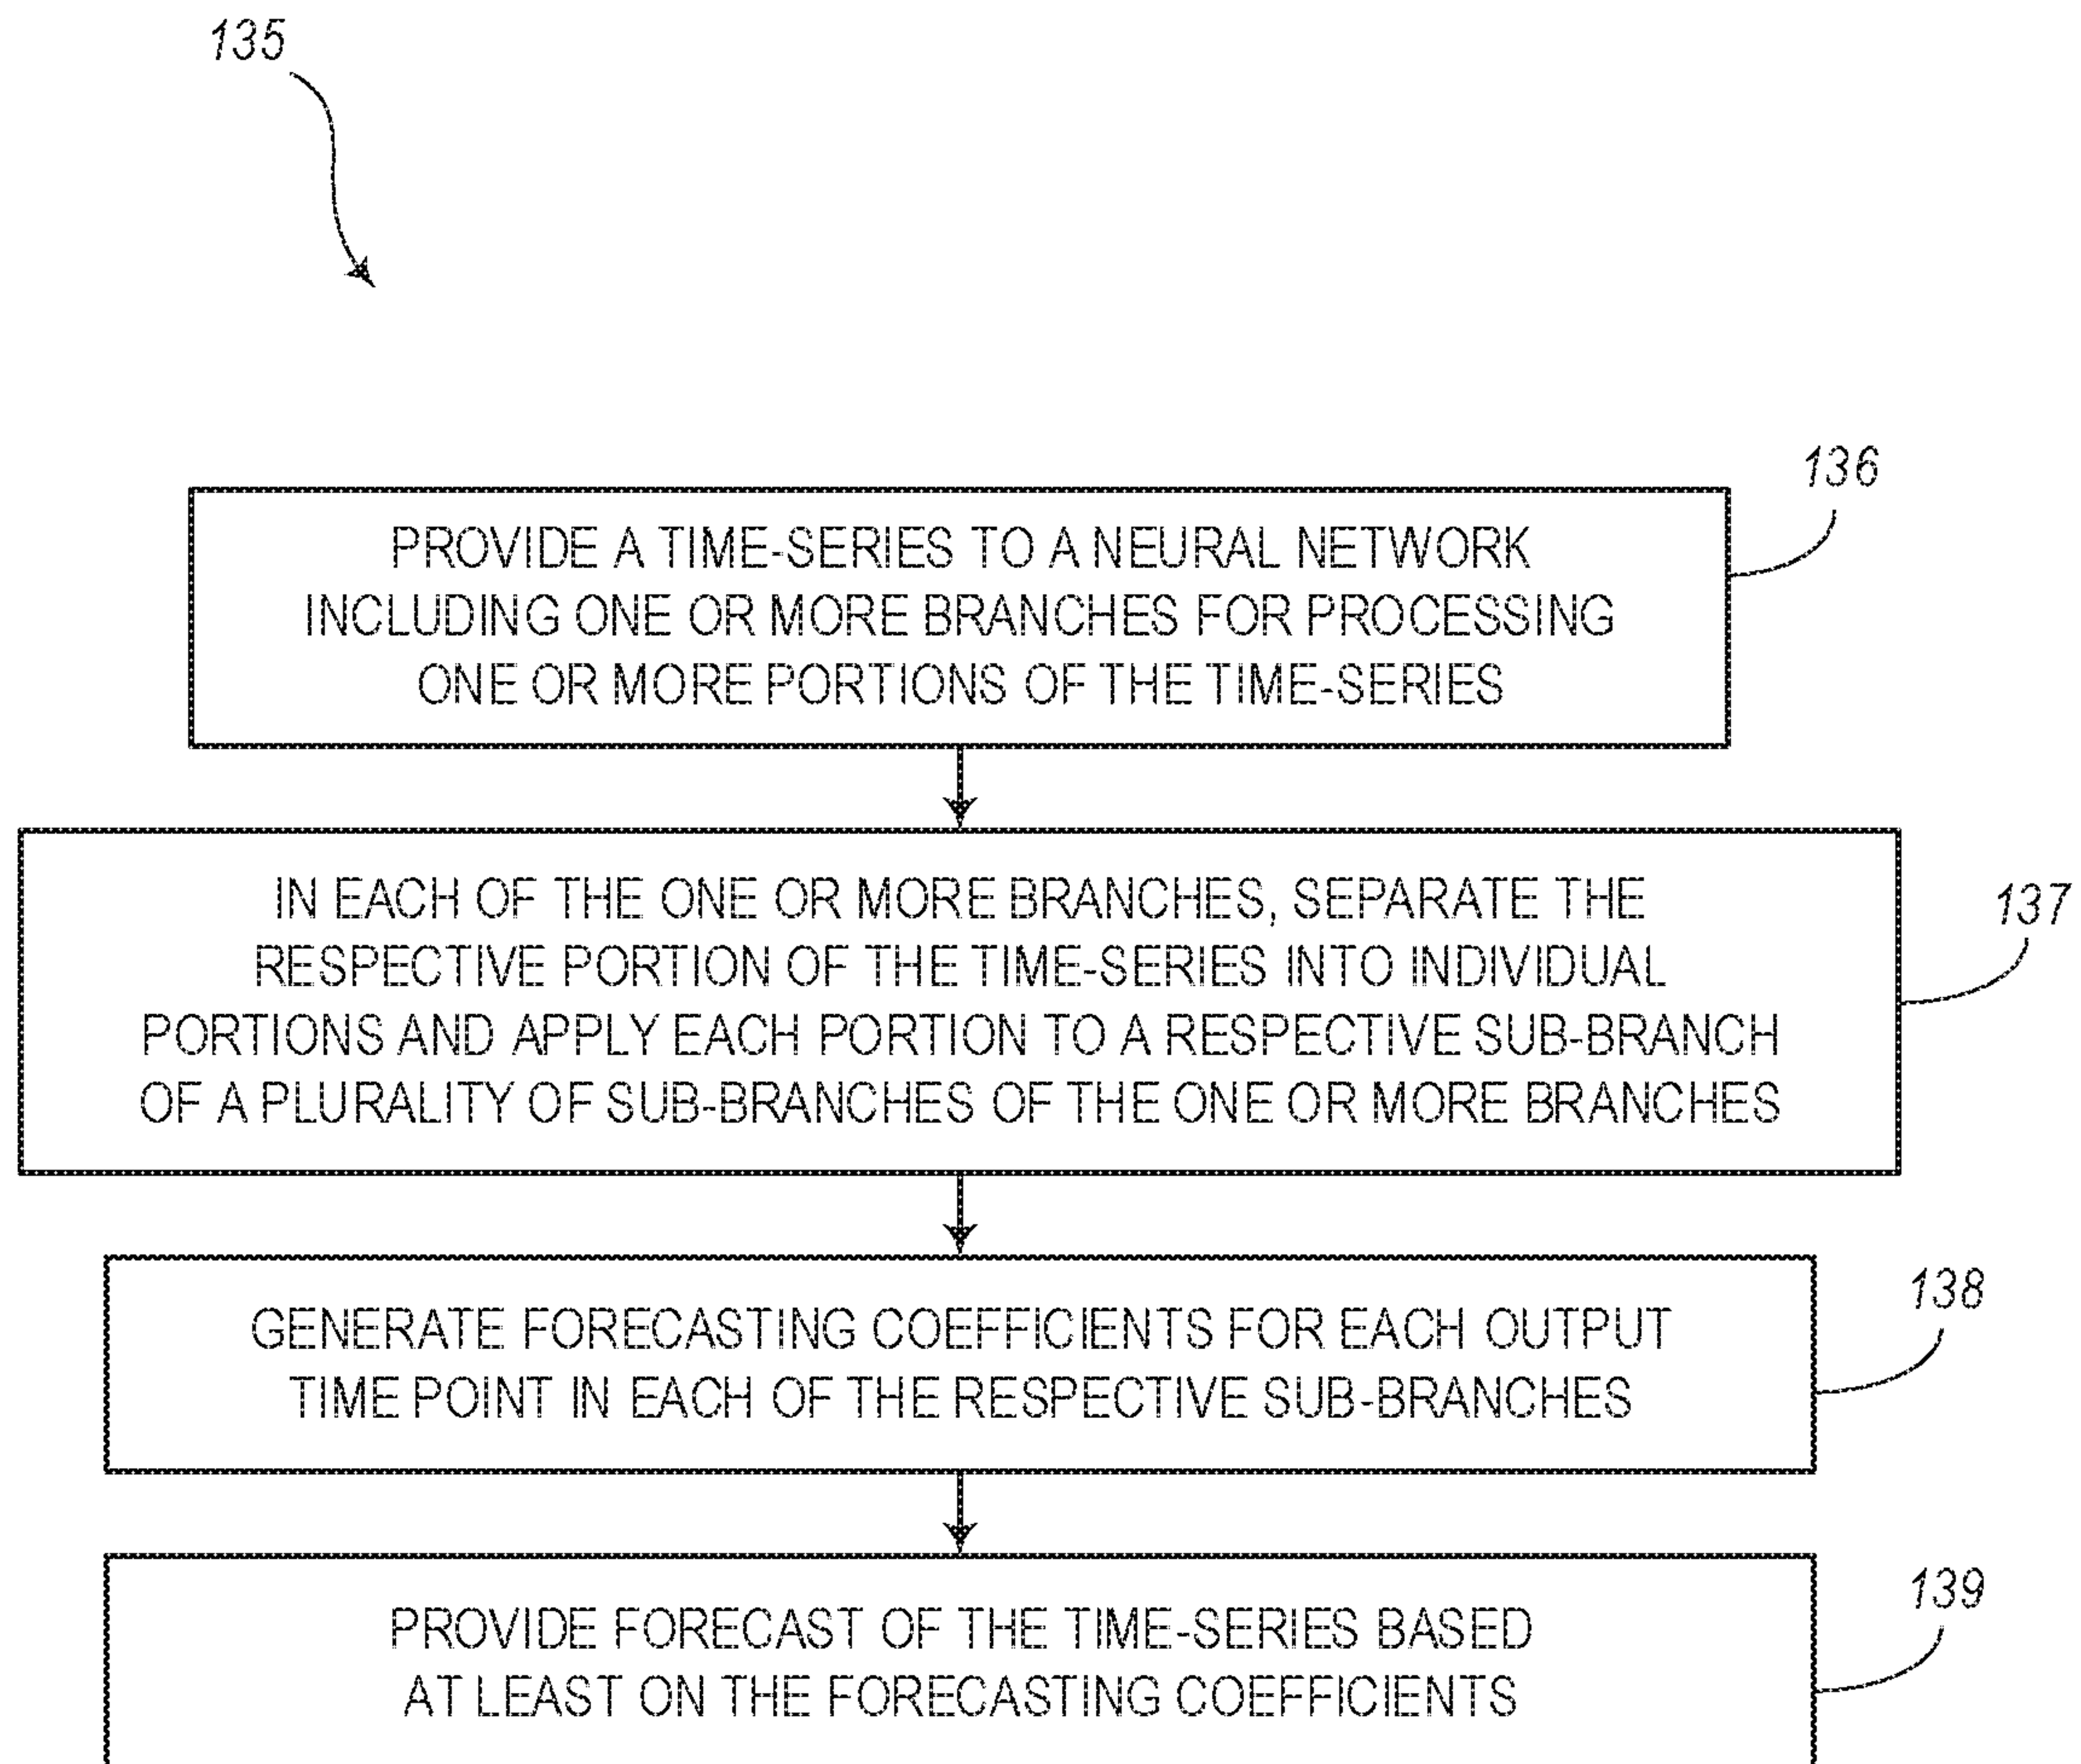 135
136
PROVIDE A TIME-SERIES TO A NEURAL NETWORK
INCLUDING ONE OR MORE BRANCHES FOR PROCESSING
ONE OR MORE PORTIONS OF THE TIME-SERIES
137
IN EACH OF THE ONE OR MORE BRANCHES, SEPARATE THE
RESPECTIVE PORTION OF THE TIME-SERIES INTO INDIVIDUAL
PORTIONS AND APPLY EACH PORTION TO A RESPECTIVE SUB-BRANCH
OF A PLURALITY OF SUB-BRANCHES OF THE ONE OR MORE BRANCHES
138
GENERATE FORECASTING COEFFICIENTS FOR EACH OUTPUT
TIME POINT IN EACH OF THE RESPECTIVE SUB-BRANCHES
139
PROVIDE FORECAST OF THE TIME-SERIES BASED
AT LEAST ON THE FORECASTING COEFFICIENTS